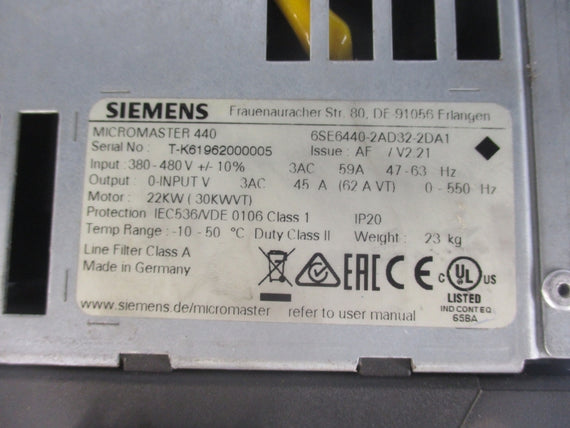 SIEMENS Frauenauracher Str. 80, DE-91056 Erlangen
MICROMASTER 440 6SE6440-2AD32-2DA1
Serial No : T-K61962000005 Issue : AF / V2.21
Input : 380-480 V +/- 10% 3AC 59A 47-63 Hz
Output : 0-INPUT V 3AC 45 A (62 A VT) 0 - 550 Hz
Motor : 22KW ( 30KWVT)
Protection IEC536/VDE 0106 Class 1 IP20
Temp Range : -10 - 50 °C Duty Class II Weight : 23 kg
Line Filter Class A
Made in Germany
EAC CE c UL us
LISTED
IND CONT EQ
65BA
www.siemens.de/micromaster refer to user manual